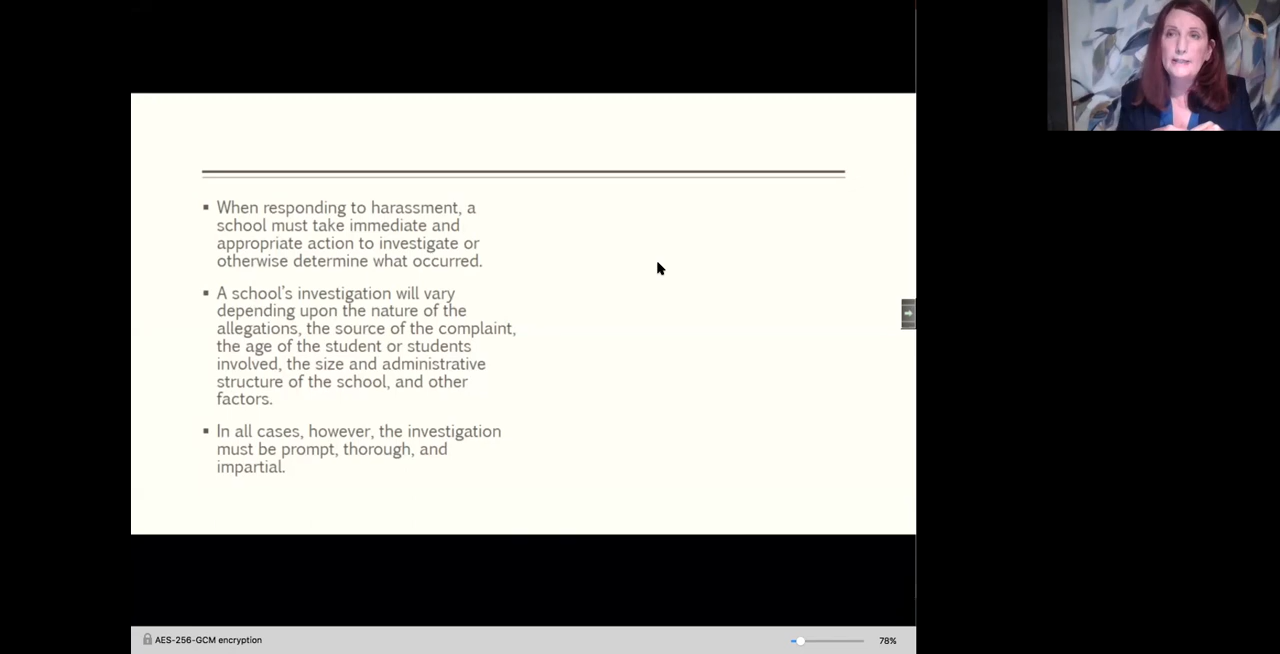 When responding to harassment, a
school must take immediate and
appropriate action to investigate or
otherwise determine what occurred.
A school's investigation will vary
depending upon the nature of the
allegations, the source of the complaint,
the age of the student or students
involved, the size and administrative
structure of the school, and other
factors.
In all cases, however, the investigation
must be prompt, thorough, and
impartial.
AES-256-GCM encryption
78%